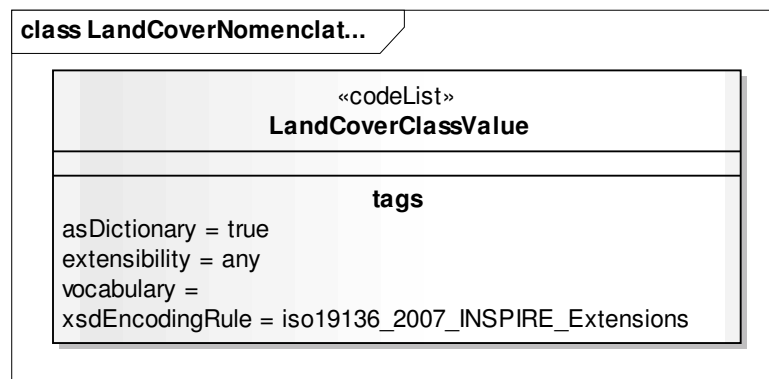 class LandCoverNomenclat...
«codeList»
LandCoverClassValue
tags
asDictionary = true
extensibility = any
vocabulary =
xsdEncodingRule = iso19136_2007_INSPIRE_Extensions